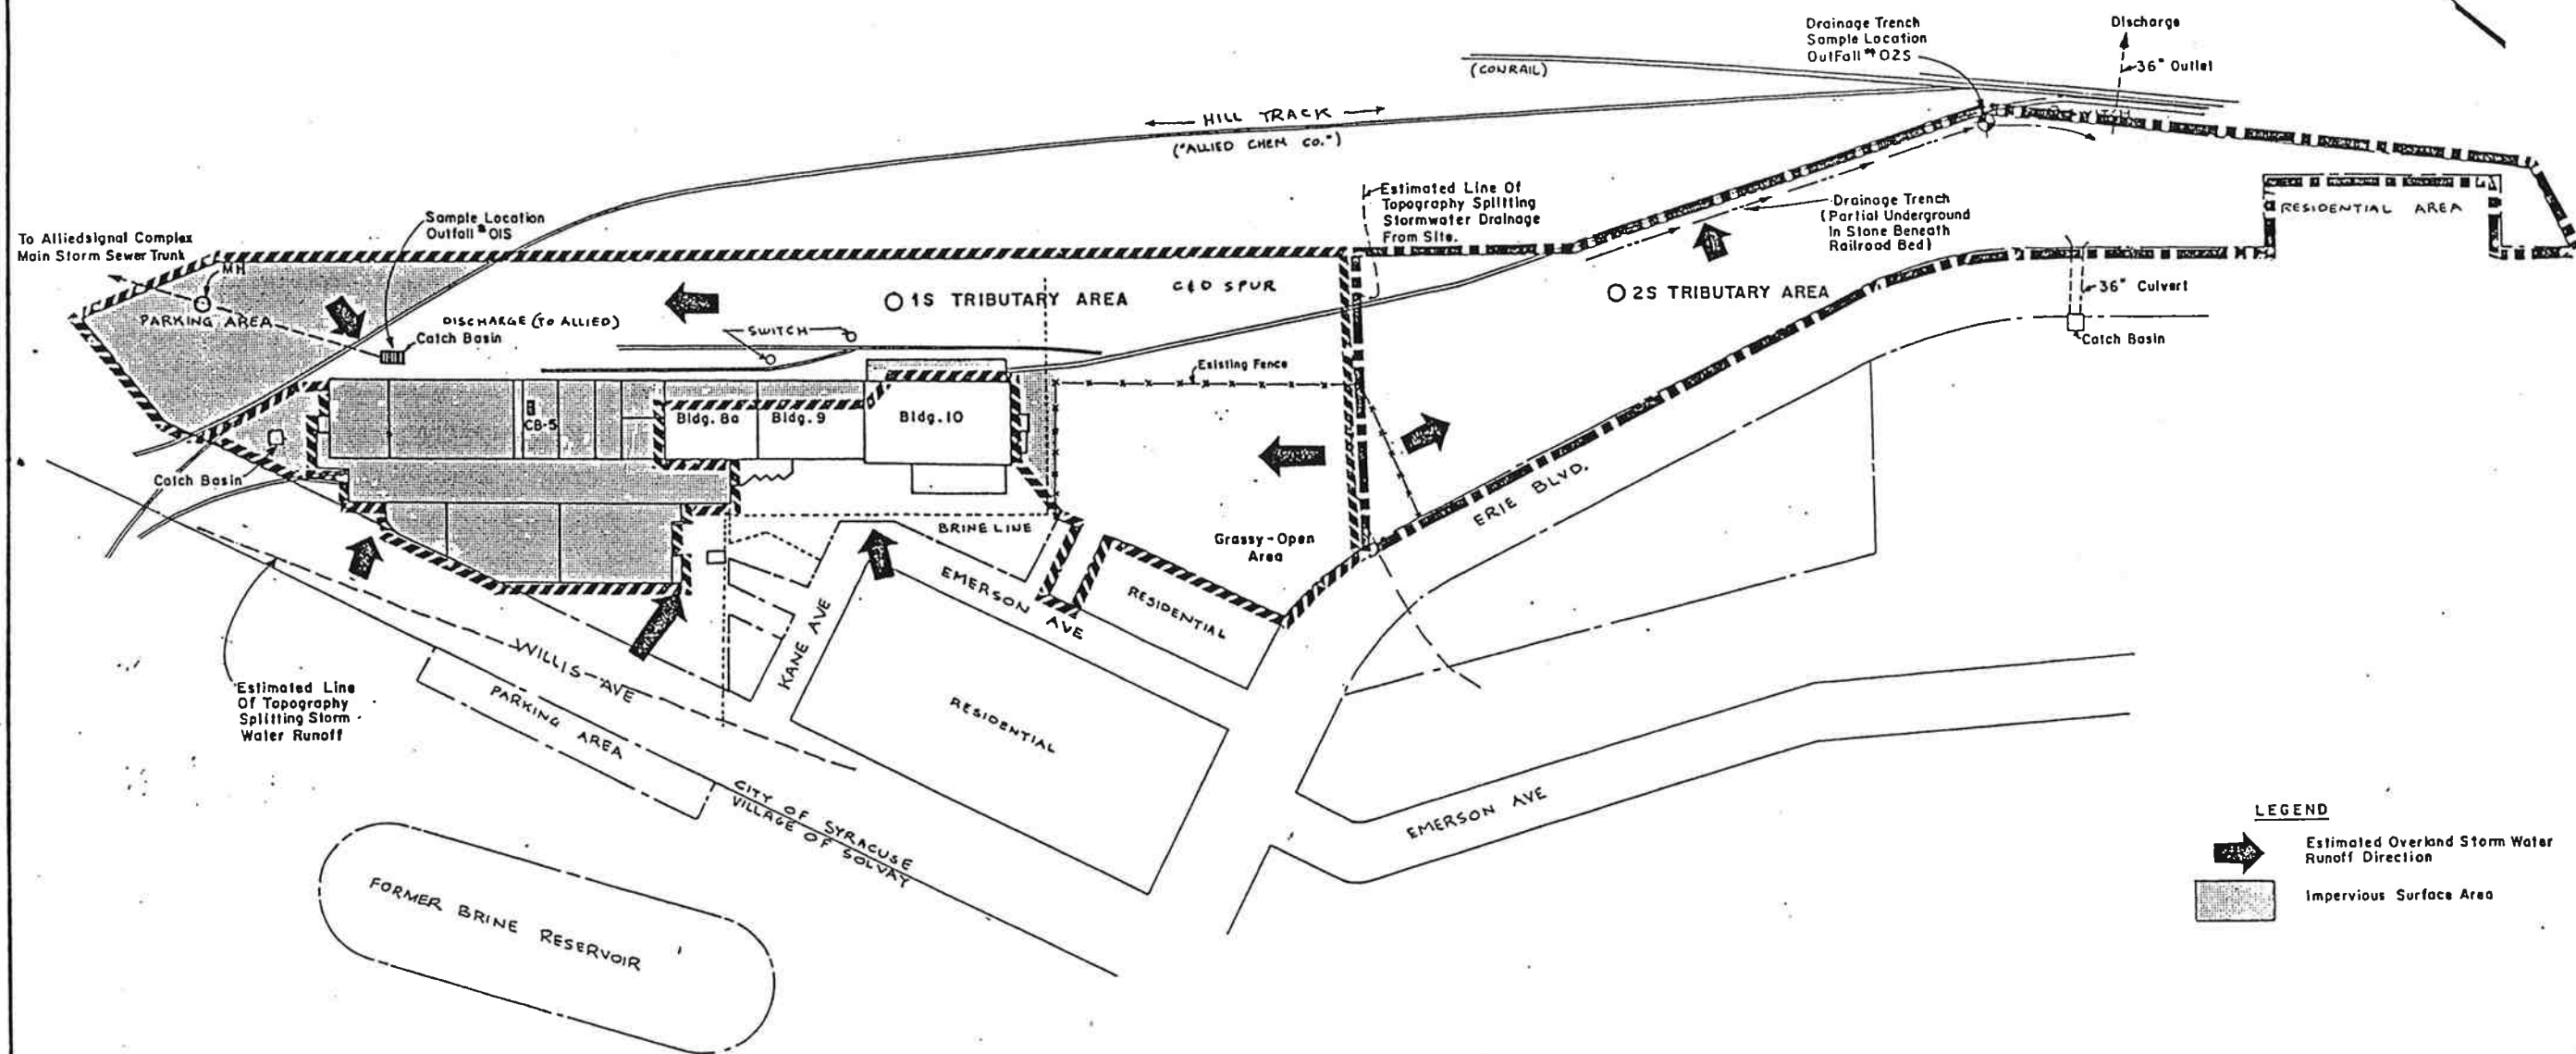 Drainage Trench
Sample Location
OutFall #02S
Discharge
36" Outlet
(CONRAIL)
HILL TRACK
("ALLIED CHEM CO.")
Estimated Line Of
Topography Splitting
Stormwater Drainage
From Site.
Drainage Trench
(Partial Underground
In Stone Beneath
Railroad Bed)
RESIDENTIAL AREA
To Alliedsignal Complex
Main Storm Sewer Trunk
Sample Location
Outfall #01S
MH
PARKING AREA
DISCHARGE (TO ALLIED)
Catch Basin
SWITCH
1S TRIBUTARY AREA
C&D SPUR
2S TRIBUTARY AREA
36" Culvert
Catch Basin
Existing Fence
CB-5
Bldg. 8a
Bldg. 9
Bldg. 10
Catch Basin
BRINE LINE
Grassy-Open
Area
ERIE BLVD.
EMERSON AVE
RESIDENTIAL
KANE AVE
WILLIS AVE
RESIDENTIAL
Estimated Line
Of Topography
Splitting Storm
Water Runoff
PARKING AREA
CITY OF SYRACUSE
VILLAGE OF SOLVAY
EMERSON AVE
FORMER BRINE RESERVOIR
LEGEND
Estimated Overland Storm Water
Runoff Direction
Impervious Surface Area